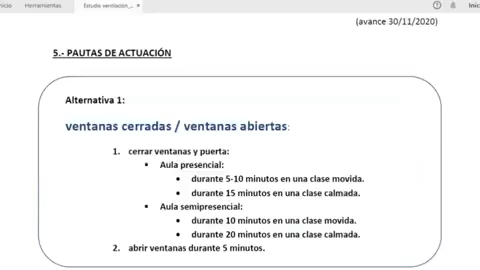 nicio Herramientas Estudio ventilación_... × Inic
(avance 30/11/2020)
5.- PAUTAS DE ACTUACIÓN
Alternativa 1:
ventanas cerradas / ventanas abiertas:
1. cerrar ventanas y puerta:
▪ Aula presencial:
• durante 5-10 minutos en una clase movida.
• durante 15 minutos en una clase calmada.
▪ Aula semipresencial:
• durante 10 minutos en una clase movida.
• durante 20 minutos en una clase calmada.
2. abrir ventanas durante 5 minutos.